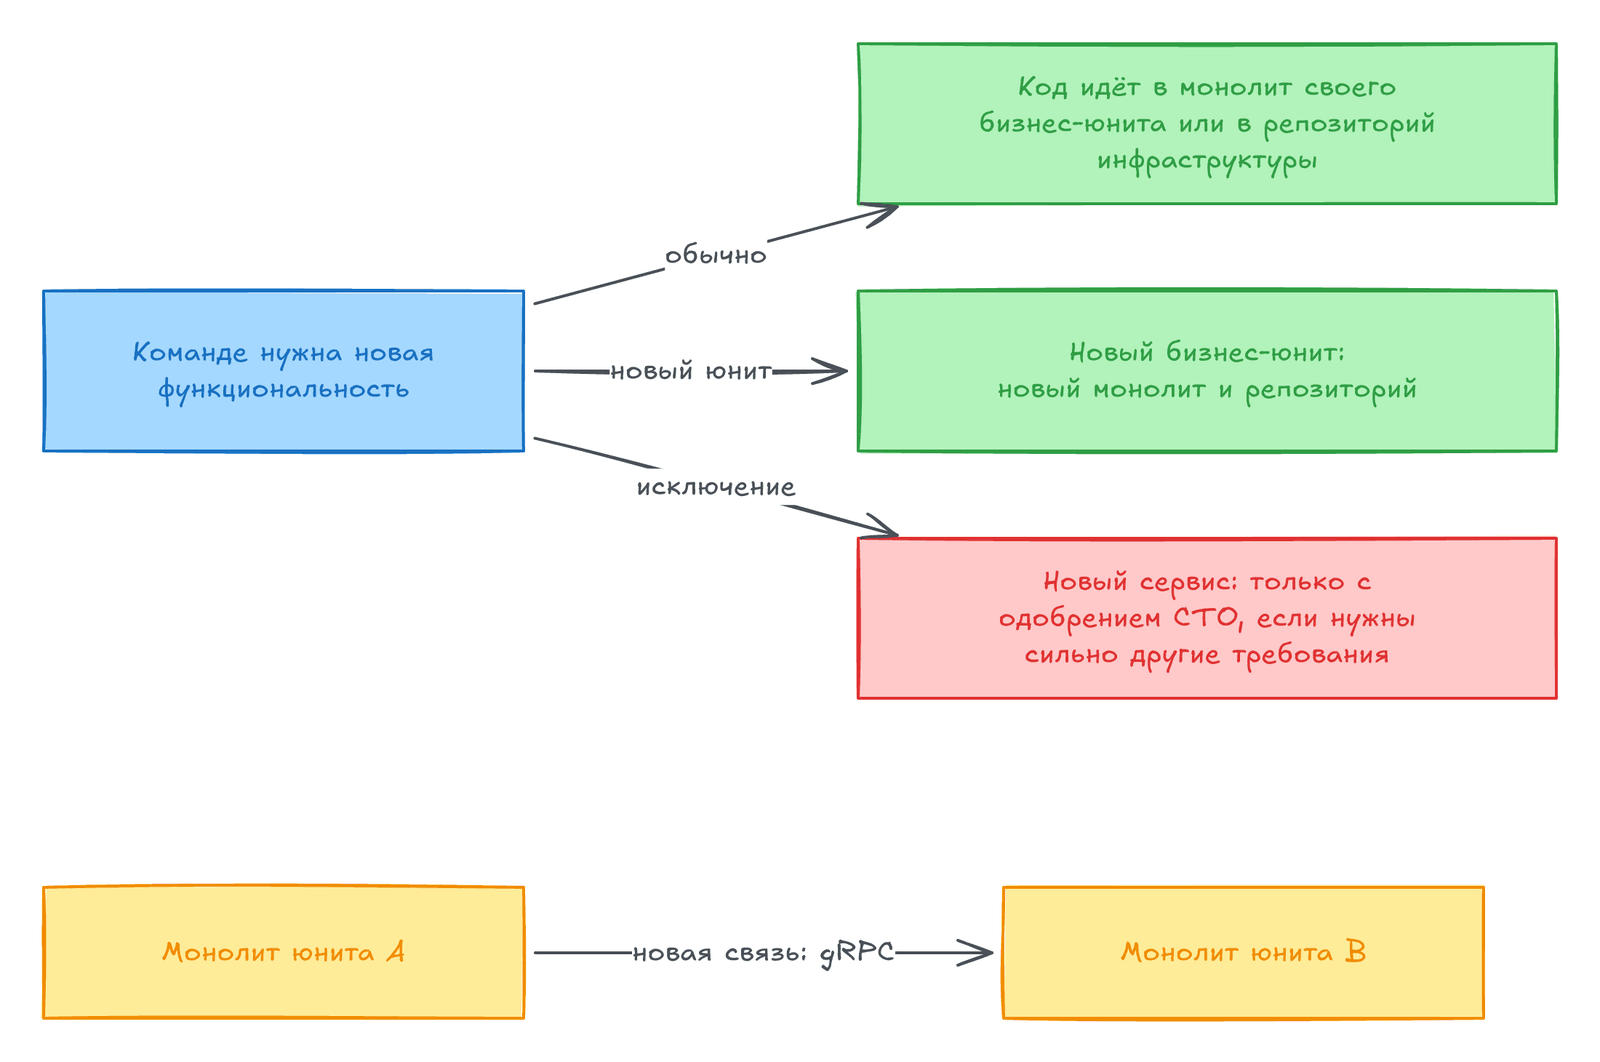 Код идёт в монолит своего
бизнес-юнита или в репозиторий
инфраструктуры
обычно
Команде нужна новая
функциональность
новый юнит
Новый бизнес-юнит:
новый монолит и репозиторий
исключение
Новый сервис: только с
одобрением CTO, если нужны
сильно другие требования
Монолит юнита A
новая связь: gRPC
Монолит юнита B